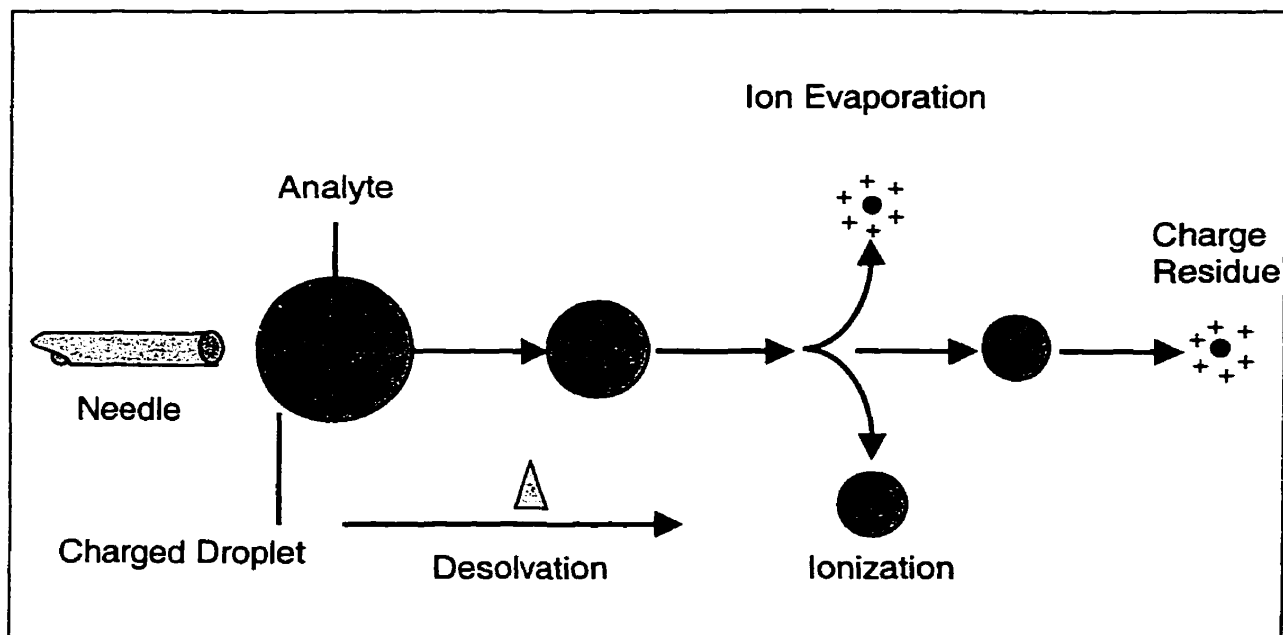 Ion Evaporation
Analyte
Charge
Residue
Needle
Charged Droplet
Desolvation
Ionization